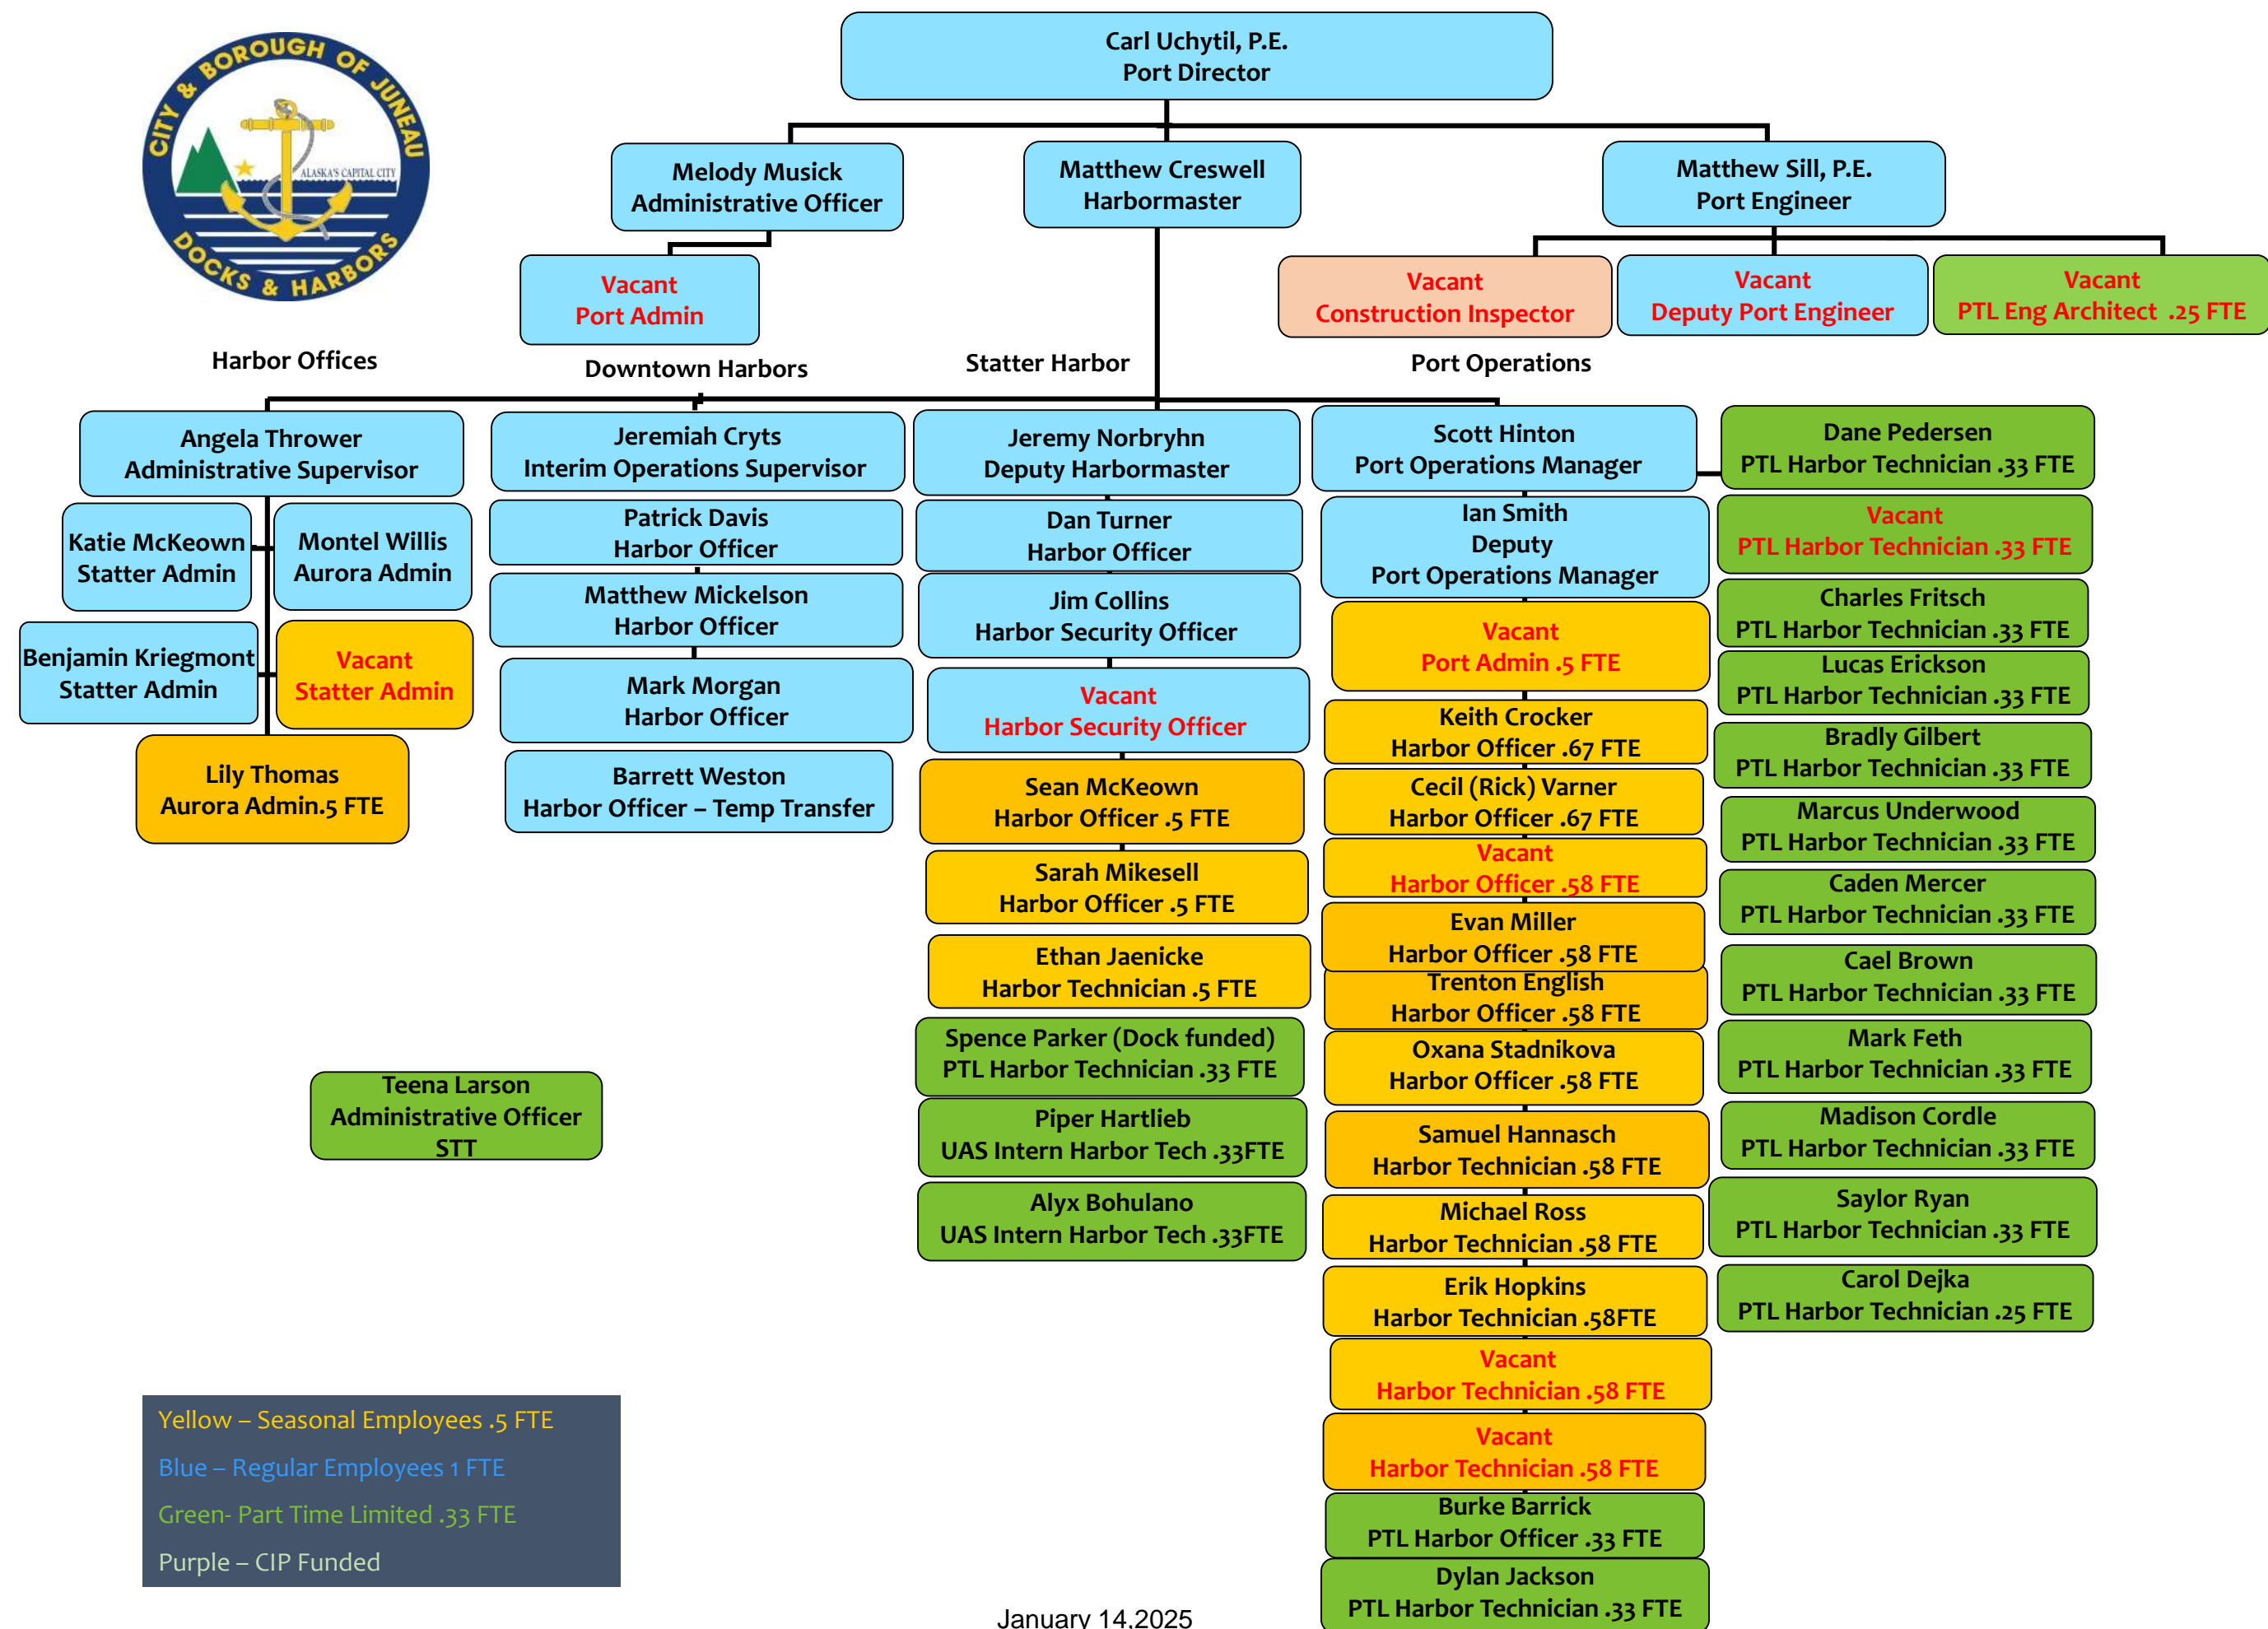 CITY & BOROUGH OF JUNEAU
ALASKA'S CAPITAL CITY
DOCKS & HARBORS
Carl Uchytil, P.E.
Port Director
Melody Musick
Administrative Officer
Matthew Creswell
Harbormaster
Matthew Sill, P.E.
Port Engineer
Vacant
Port Admin
Vacant
Construction Inspector
Vacant
Deputy Port Engineer
Vacant
PTL Eng Architect .25 FTE
Harbor Offices
Downtown Harbors
Statter Harbor
Port Operations
Angela Thrower
Administrative Supervisor
Katie McKeown
Statter Admin
Montel Willis
Aurora Admin
Benjamin Kriegmont
Statter Admin
Vacant
Statter Admin
Lily Thomas
Aurora Admin.5 FTE
Teena Larson
Administrative Officer
STT
Jeremiah Cryts
Interim Operations Supervisor
Patrick Davis
Harbor Officer
Matthew Mickelson
Harbor Officer
Mark Morgan
Harbor Officer
Barrett Weston
Harbor Officer – Temp Transfer
Jeremy Norbryhn
Deputy Harbormaster
Dan Turner
Harbor Officer
Jim Collins
Harbor Security Officer
Vacant
Harbor Security Officer
Sean McKeown
Harbor Officer .5 FTE
Sarah Mikesell
Harbor Officer .5 FTE
Ethan Jaenicke
Harbor Technician .5 FTE
Spence Parker (Dock funded)
PTL Harbor Technician .33 FTE
Piper Hartlieb
UAS Intern Harbor Tech .33FTE
Alyx Bohulano
UAS Intern Harbor Tech .33FTE
Scott Hinton
Port Operations Manager
Ian Smith
Deputy
Port Operations Manager
Vacant
Port Admin .5 FTE
Keith Crocker
Harbor Officer .67 FTE
Cecil (Rick) Varner
Harbor Officer .67 FTE
Vacant
Harbor Officer .58 FTE
Evan Miller
Harbor Officer .58 FTE
Trenton English
Harbor Officer .58 FTE
Oxana Stadnikova
Harbor Officer .58 FTE
Samuel Hannasch
Harbor Technician .58 FTE
Michael Ross
Harbor Technician .58 FTE
Erik Hopkins
Harbor Technician .58FTE
Vacant
Harbor Technician .58 FTE
Vacant
Harbor Technician .58 FTE
Burke Barrick
PTL Harbor Officer .33 FTE
Dylan Jackson
PTL Harbor Technician .33 FTE
Dane Pedersen
PTL Harbor Technician .33 FTE
Vacant
PTL Harbor Technician .33 FTE
Charles Fritsch
PTL Harbor Technician .33 FTE
Lucas Erickson
PTL Harbor Technician .33 FTE
Bradly Gilbert
PTL Harbor Technician .33 FTE
Marcus Underwood
PTL Harbor Technician .33 FTE
Caden Mercer
PTL Harbor Technician .33 FTE
Cael Brown
PTL Harbor Technician .33 FTE
Mark Feth
PTL Harbor Technician .33 FTE
Madison Cordle
PTL Harbor Technician .33 FTE
Saylor Ryan
PTL Harbor Technician .33 FTE
Carol Dejka
PTL Harbor Technician .25 FTE
Yellow – Seasonal Employees .5 FTE
Blue – Regular Employees 1 FTE
Green- Part Time Limited .33 FTE
Purple – CIP Funded
January 14,2025